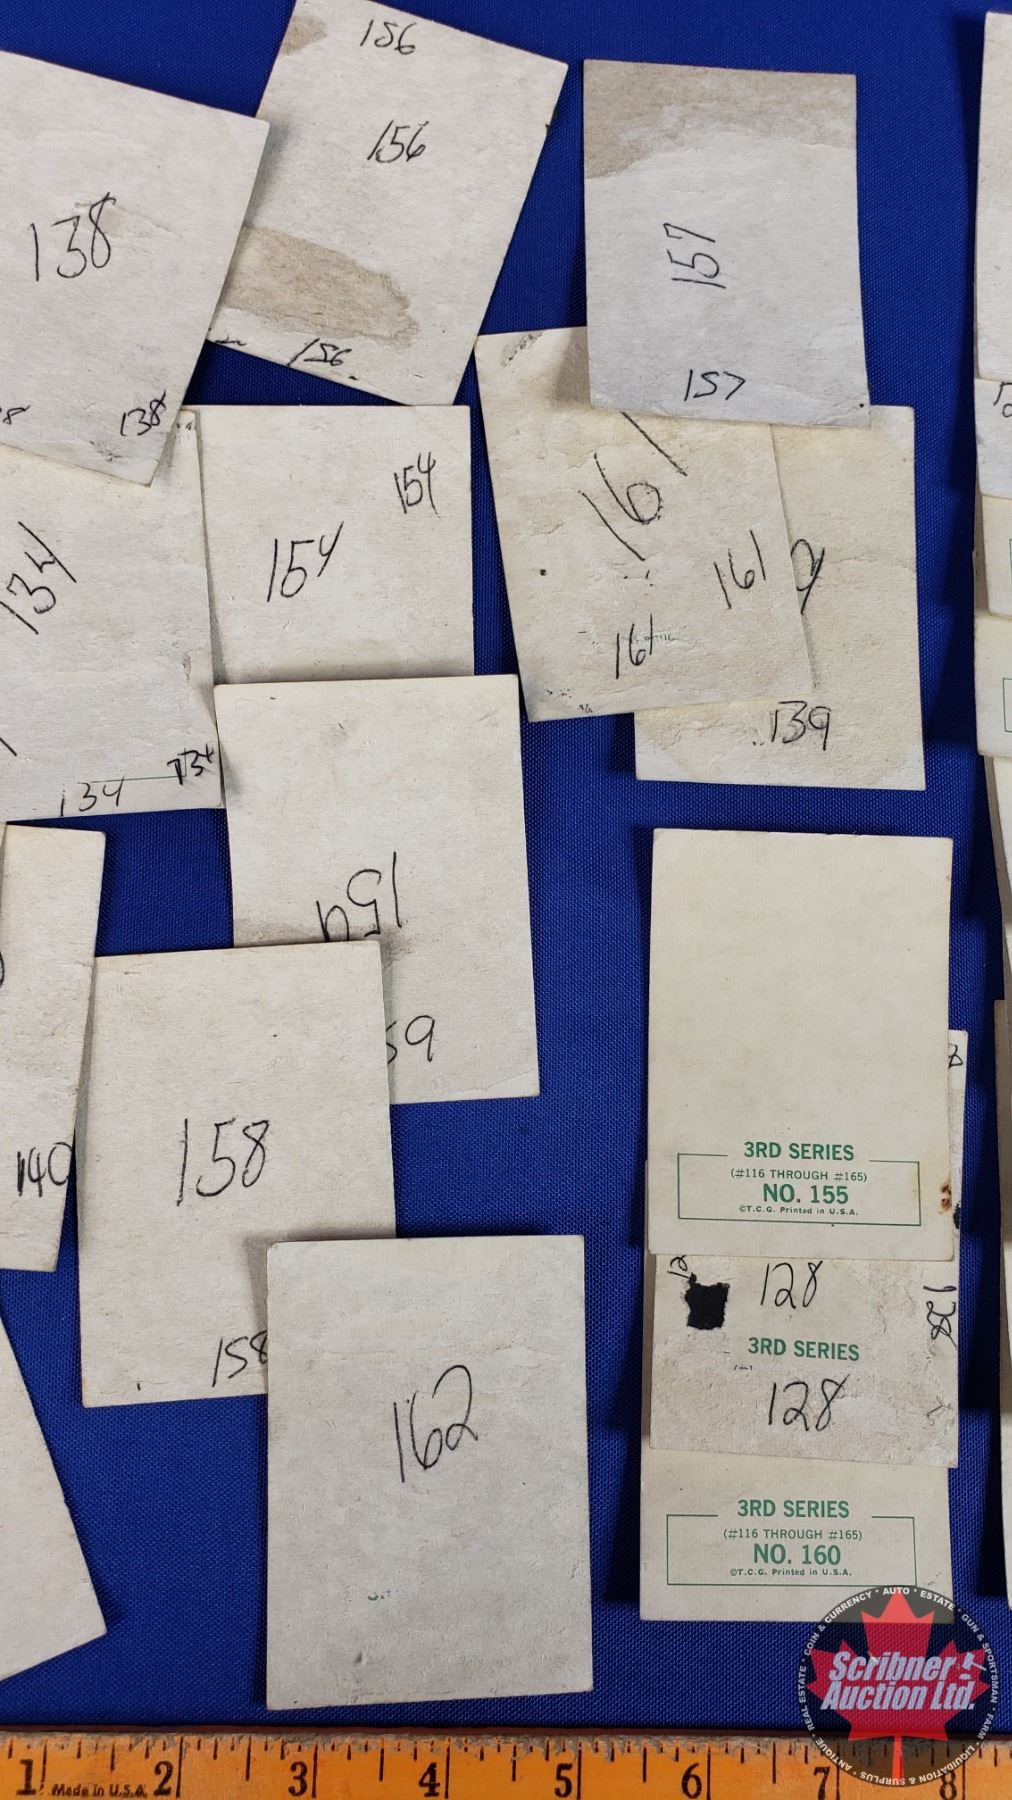 156
156
156
138
138
157
157
154
154
161
161
161
139
134
134
134
159
59
140
158
158
162
3RD SERIES
(#116 THROUGH #165)
NO. 155
©T.C.G. Printed in U.S.A.
12
128
128
3RD SERIES
128
3RD SERIES
(#116 THROUGH #165)
NO. 160
©T.C.G. Printed in U.S.A.
COIN & CURRENCY · AUTO · ESTATE · GUN & SPORTSMAN · FARM · LIQUIDATION & SURPLUS · ANTIQUE · REAL ESTATE ·
Scribner
Auction Ltd.
1 2 3 4 5 6 7 8
Made in U.S.A.